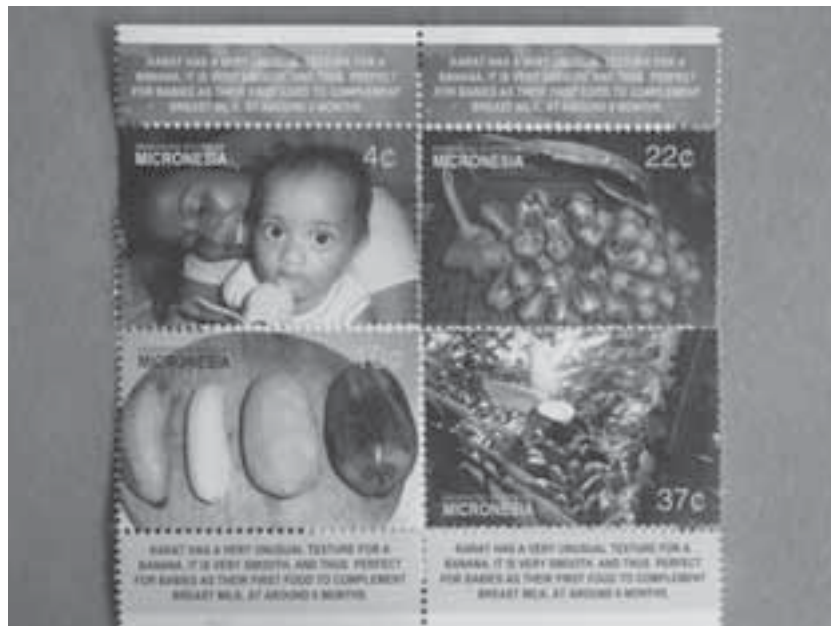 KARAT HAS A VERY UNUSUAL TEXTURE FOR A
BANANA. IT IS VERY AND THUS PERFECT
FOR BABIES AS THEIR FIRST FOOD TO COMPLEMENT
BREAST MILK, AT AROUND 6 MONTHS.
KARAT HAS A VERY UNUSUAL TEXTURE FOR A
BANANA. IT IS VERY AND THUS PERFECT
FOR BABIES AS THEIR FIRST FOOD TO COMPLEMENT
BREAST MILK, AT AROUND 6 MONTHS.
MICRONESIA
4¢
MICRONESIA
22¢
MICRONESIA
37¢
MICRONESIA
KARAT HAS A VERY UNUSUAL TEXTURE FOR A
BANANA. IT IS VERY SMOOTH, AND THUS PERFECT
FOR BABIES AS THEIR FIRST FOOD TO COMPLEMENT
BREAST MILK, AT AROUND 6 MONTHS.
KARAT HAS A VERY UNUSUAL TEXTURE FOR A
BANANA. IT IS VERY SMOOTH, AND THUS PERFECT
FOR BABIES AS THEIR FIRST FOOD TO COMPLEMENT
BREAST MILK, AT AROUND 6 MONTHS.